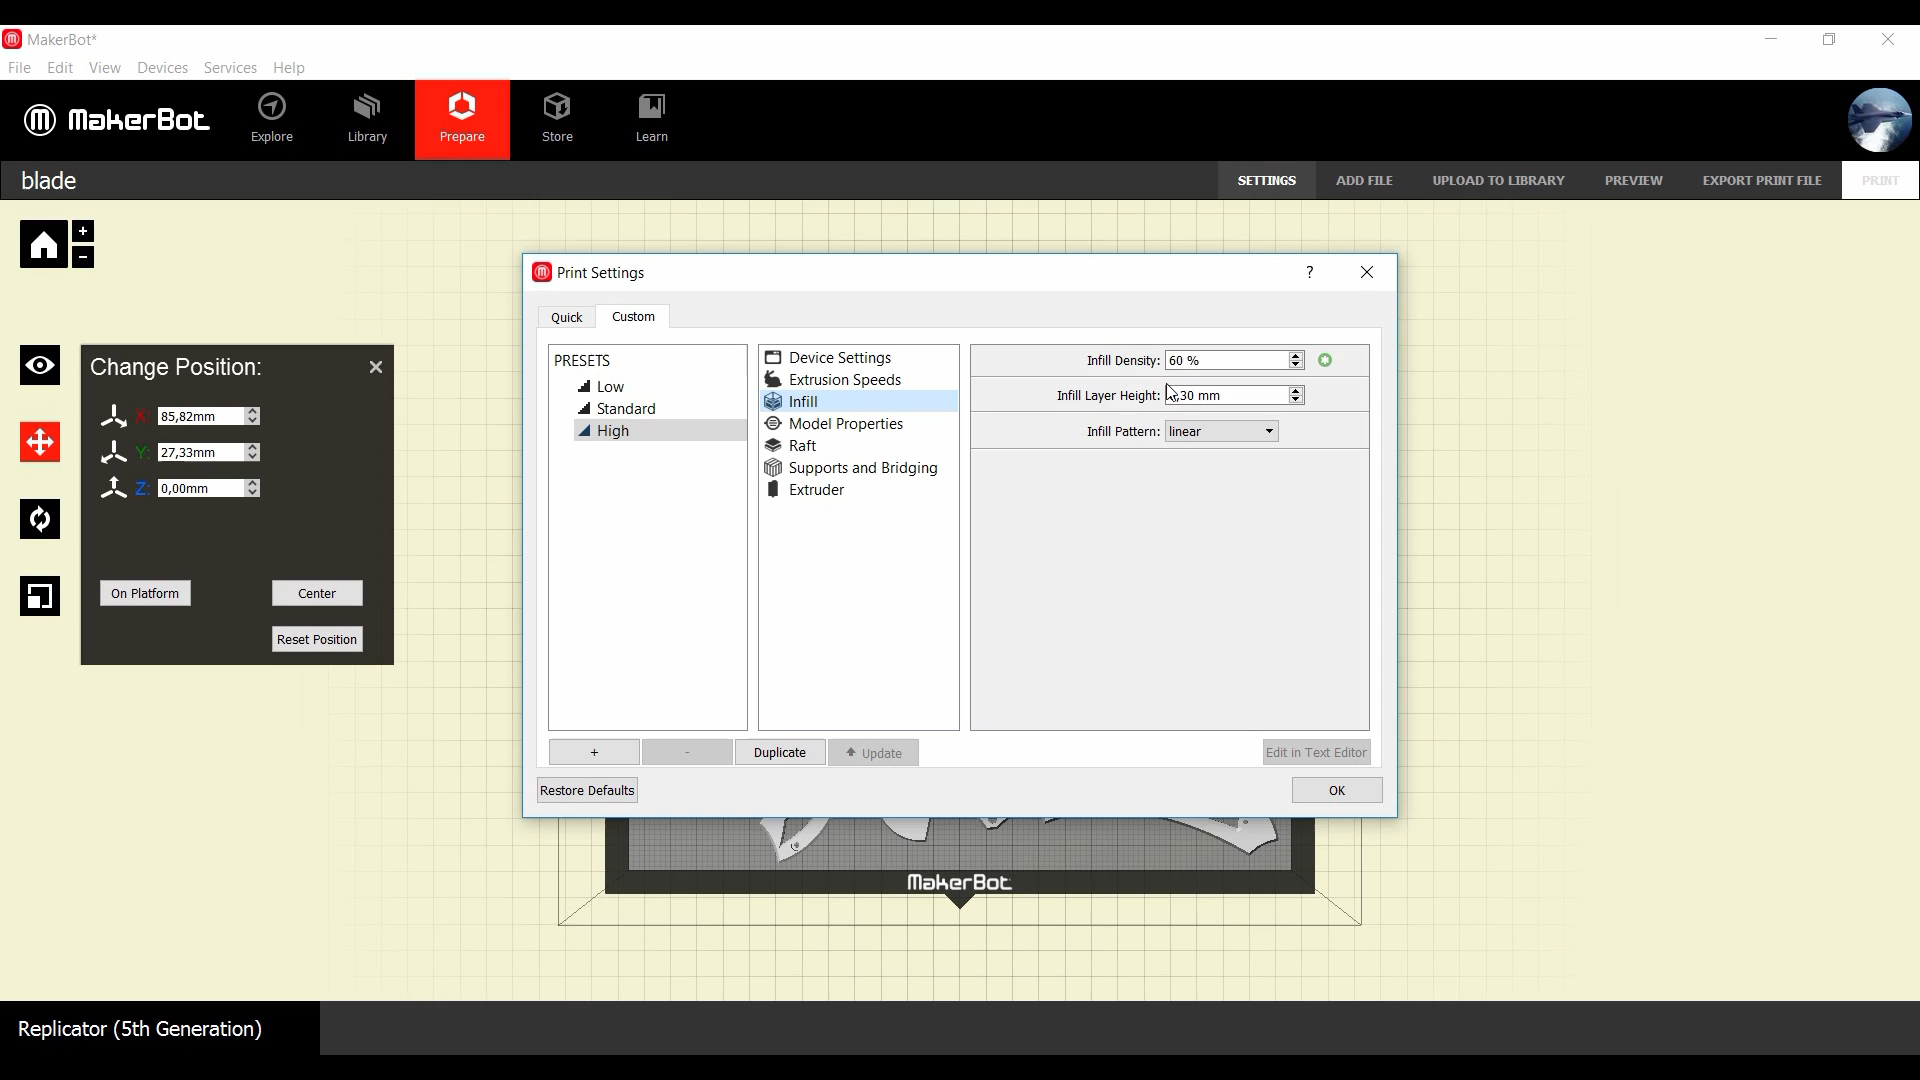 MakerBot*
File Edit View Devices Services Help
MakerBot Explore Library Prepare Store Learn
blade SETTINGS ADD FILE UPLOAD TO LIBRARY PREVIEW EXPORT PRINT FILE PRINT
+
-
Print Settings ?
Quick Custom
Change Position:
X: 85,82mm
Y: 27,33mm
Z: 0,00mm
On Platform Center
Reset Position
PRESETS
Low
Standard
High
Device Settings
Extrusion Speeds
Infill
Model Properties
Raft
Supports and Bridging
Extruder
Infill Density: 60 %
Infill Layer Height: ,30 mm
Infill Pattern: linear
+ - Duplicate Update Edit in Text Editor
Restore Defaults OK
MakerBot
Replicator (5th Generation)